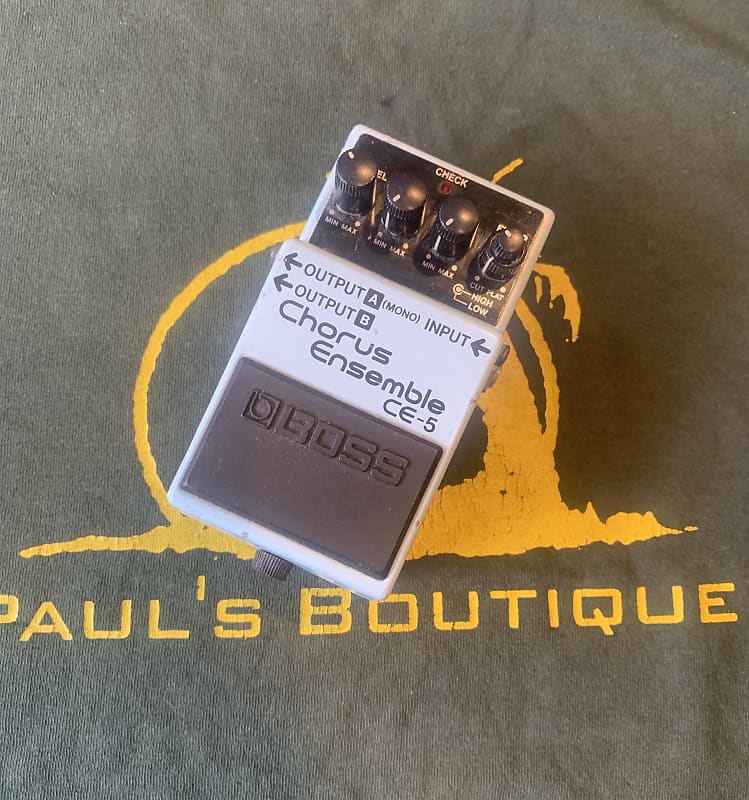 CHECK
MIN MAX
MIN MAX
MIN MAX
CUT FLAT
HIGH
LOW
OUTPUT A (MONO) INPUT
OUTPUT B
Chorus
Ensemble
CE-5
BOSS
PAUL'S BOUTIQUE